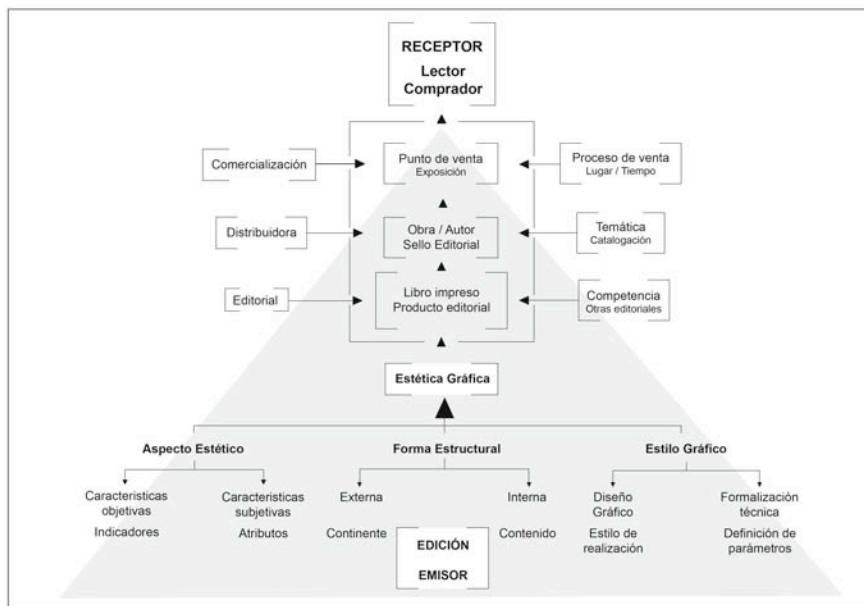 RECEPTOR
Lector
Comprador
Comercialización
Punto de venta
Exposición
Proceso de venta
Lugar / Tiempo
Distribuidora
Obra / Autor
Sello Editorial
Temática
Catalogación
Editorial
Libro impreso
Producto editorial
Competencia
Otras editoriales
Estética Gráfica
Aspecto Estético
Forma Estructural
Estilo Gráfico
Caracteristicas
objetivas
Indicadores
Caracteristicas
subjetivas
Atributos
Externa
Continente
Interna
Contenido
Diseño
Gráfico
Estilo de
realización
Formalización
técnica
Definición de
parámetros
EDICIÓN
EMISOR